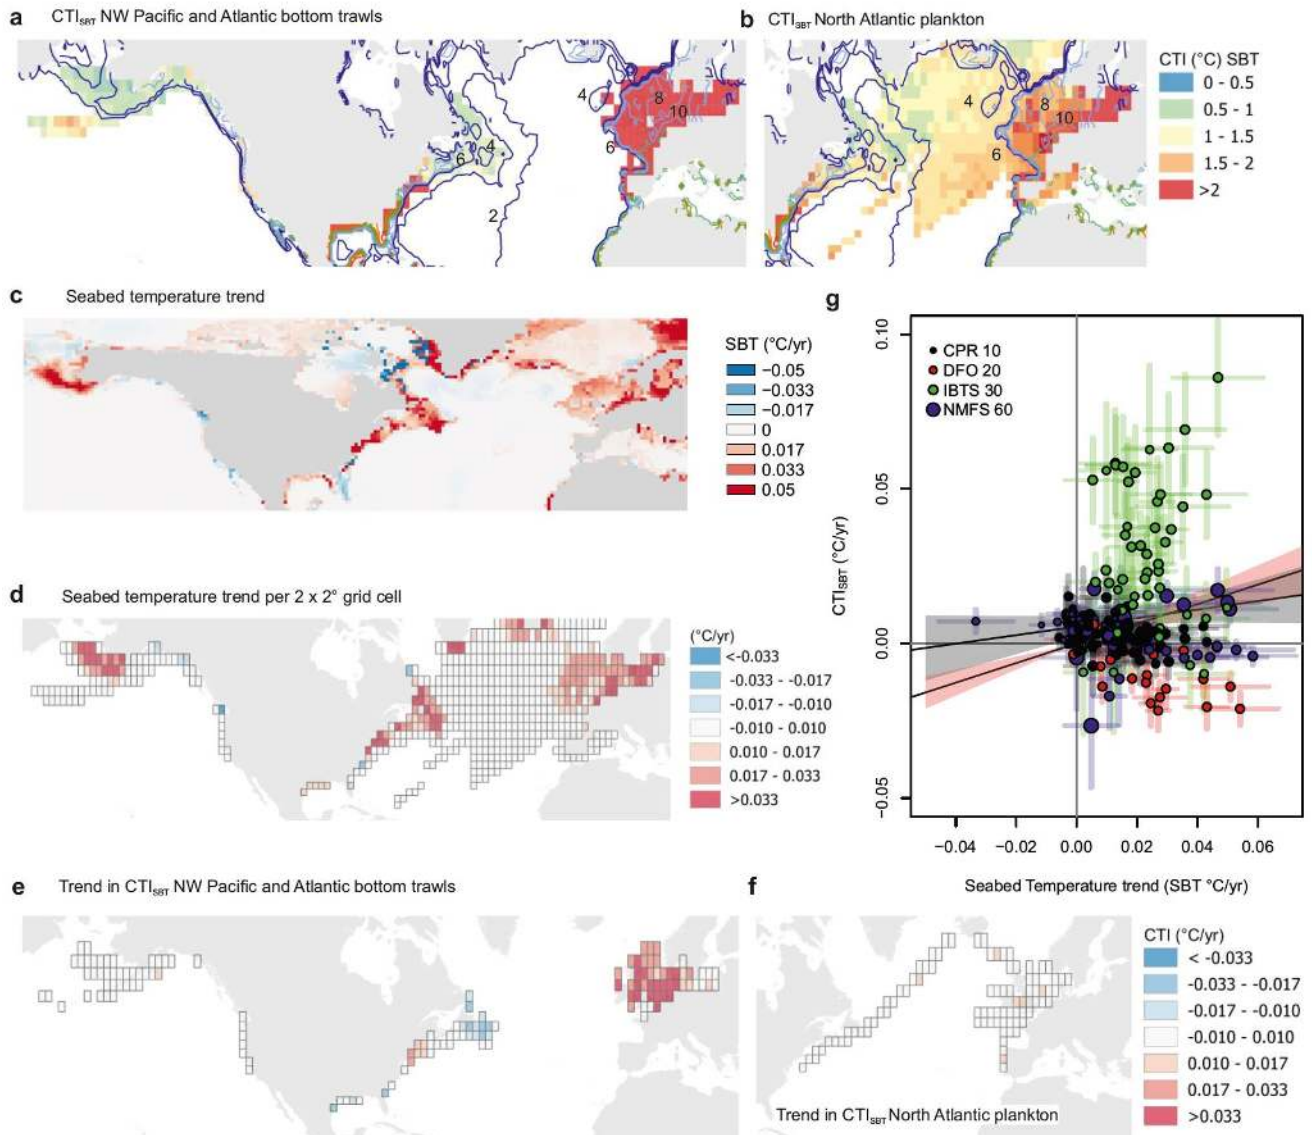 a CTI_SBT NW Pacific and Atlantic bottom trawls
4
8
10
6
4
6
2
b CTI_SBT North Atlantic plankton
4
8
10
6
CTI (°C) SBT
0 - 0.5
0.5 - 1
1 - 1.5
1.5 - 2
>2
c Seabed temperature trend
SBT (°C/yr)
−0.05
−0.033
−0.017
0
0.017
0.033
0.05
g
CPR 10
DFO 20
IBTS 30
NMFS 60
CTI_SBT (°C/yr)
0.10
0.05
0.00
−0.05
−0.04 −0.02 0.00 0.02 0.04 0.06
Seabed Temperature trend (SBT °C/yr)
d Seabed temperature trend per 2 x 2° grid cell
(°C/yr)
<-0.033
-0.033 - -0.017
-0.017 - -0.010
-0.010 - 0.010
0.010 - 0.017
0.017 - 0.033
>0.033
e Trend in CTI_SBT NW Pacific and Atlantic bottom trawls
f
Trend in CTI_SBT North Atlantic plankton
CTI (°C/yr)
< -0.033
-0.033 - -0.017
-0.017 - -0.010
-0.010 - 0.010
0.010 - 0.017
0.017 - 0.033
>0.033